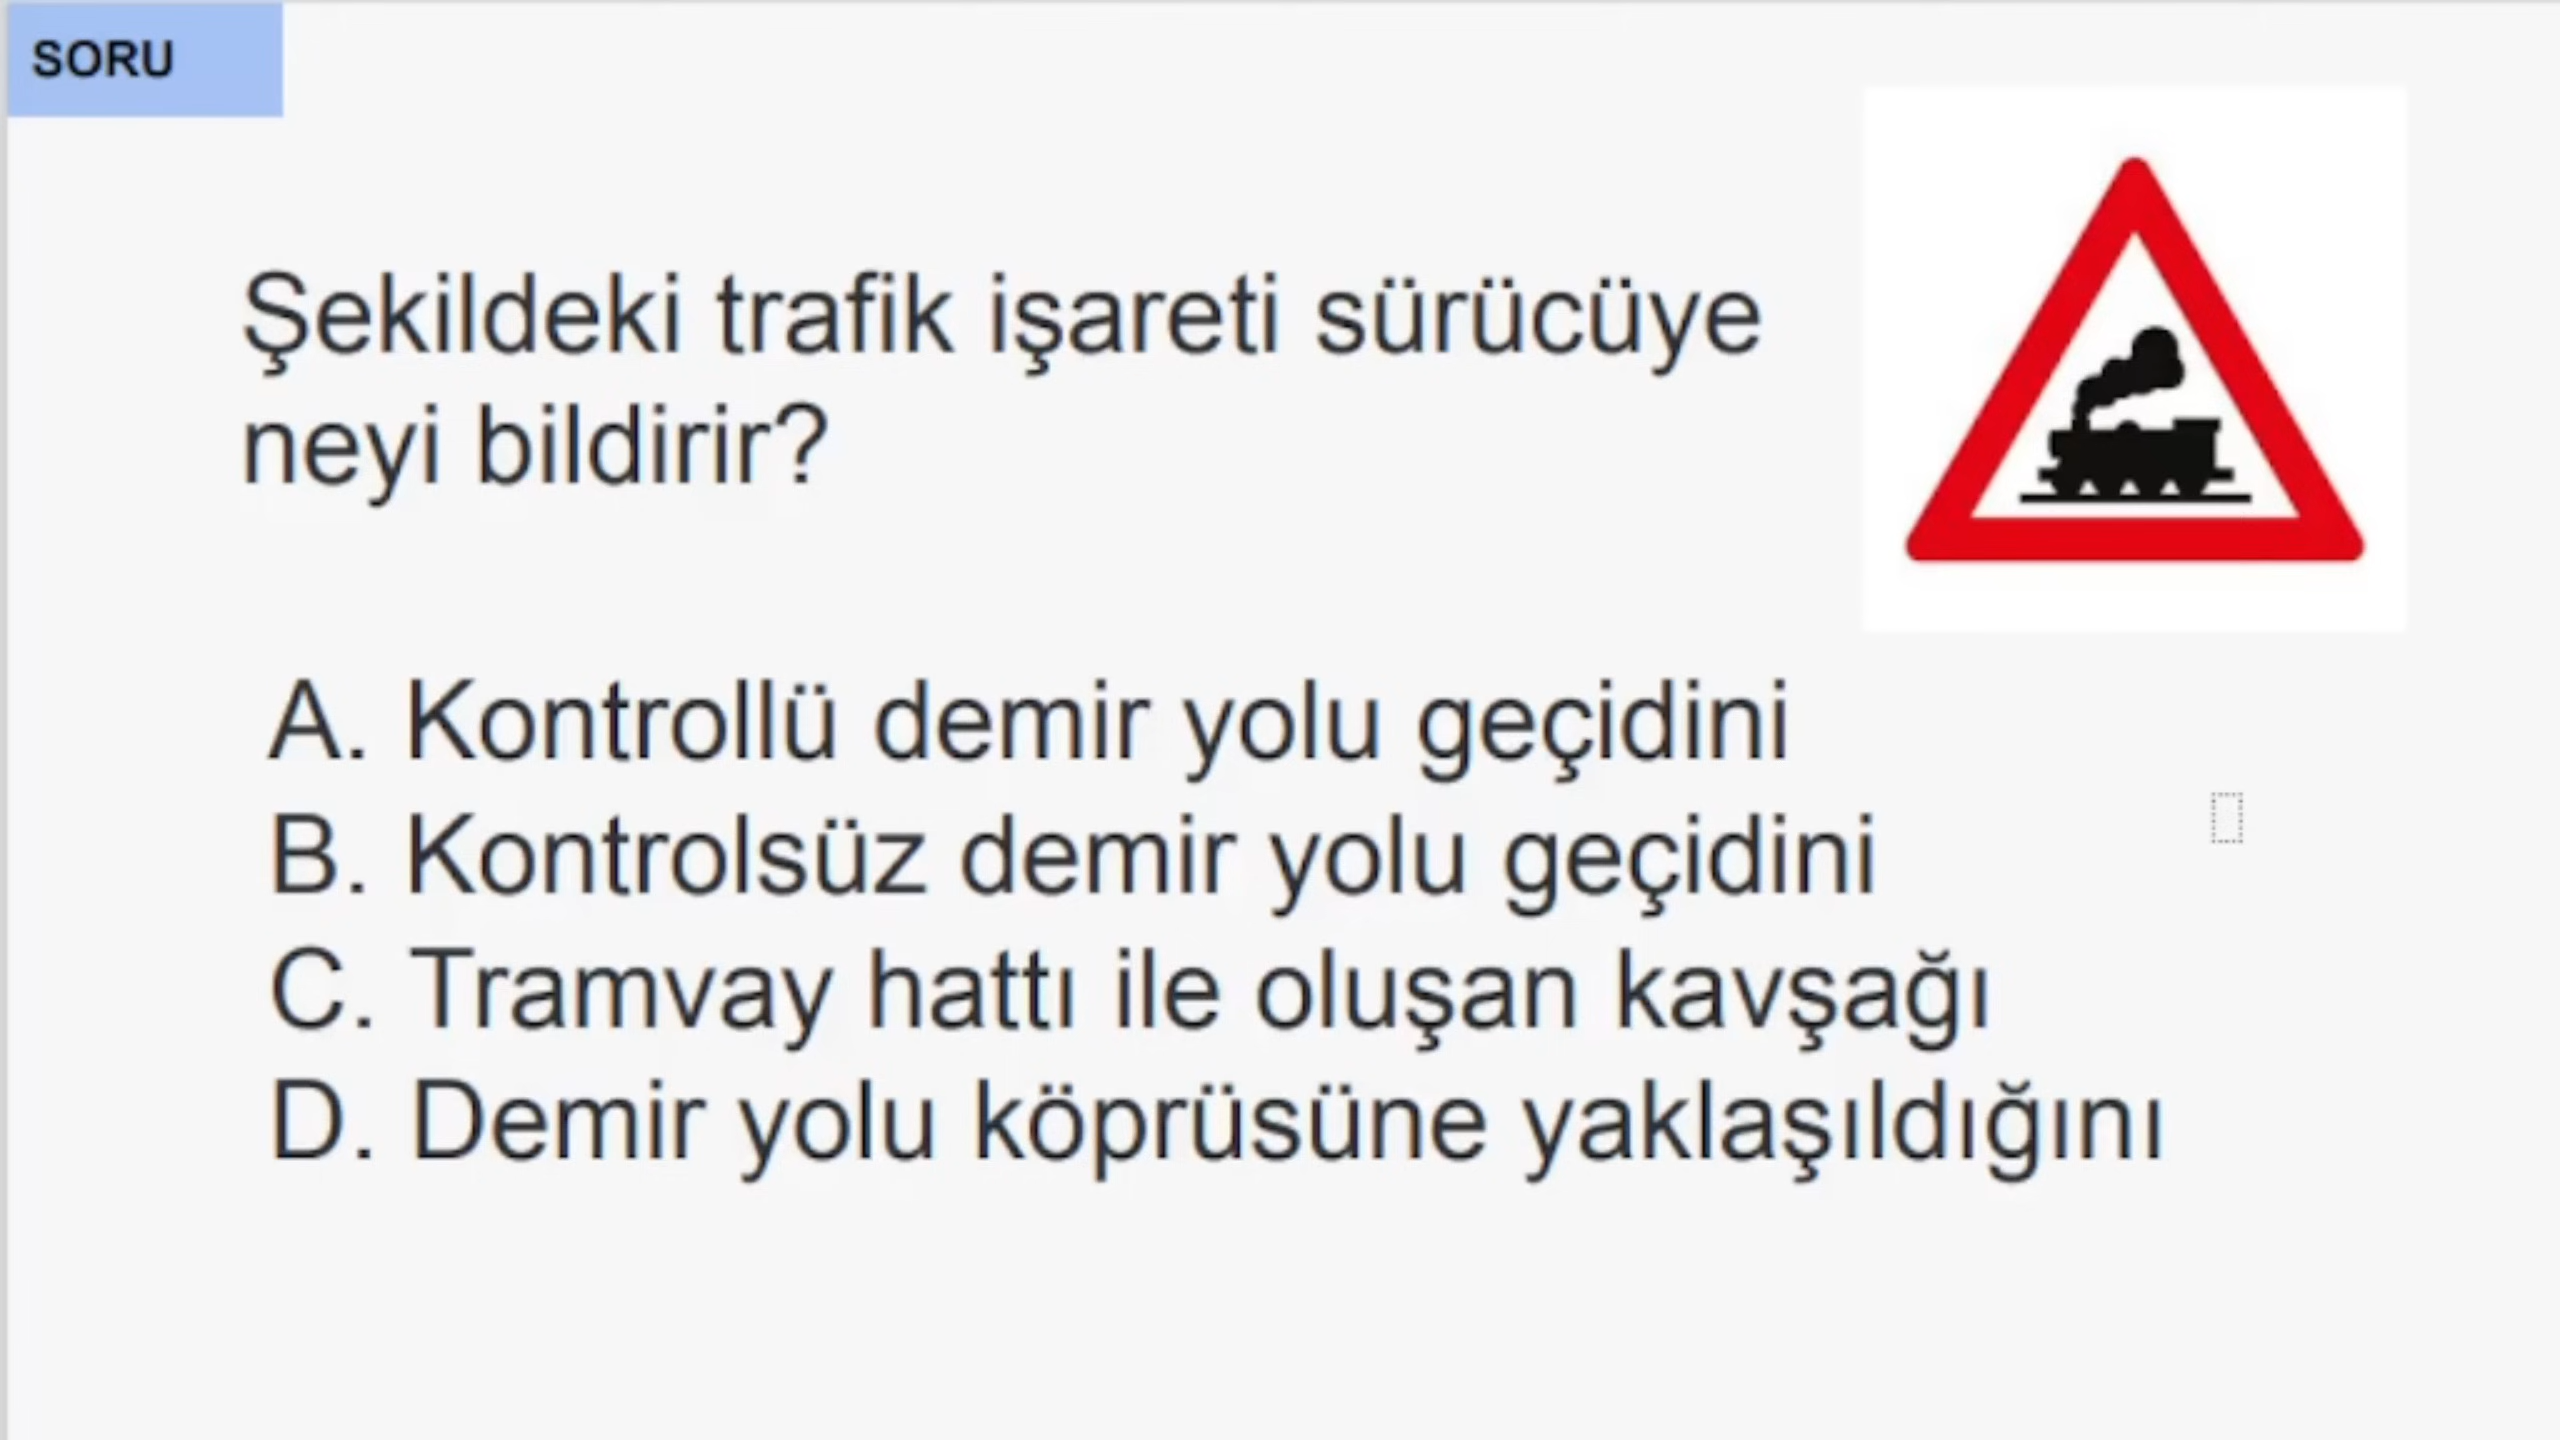 SORU
Şekildeki trafik işareti sürücüye
neyi bildirir?
A. Kontrollü demir yolu geçidini
B. Kontrolsüz demir yolu geçidini
C. Tramvay hattı ile oluşan kavşağı
D. Demir yolu köprüsüne yaklaşıldığını